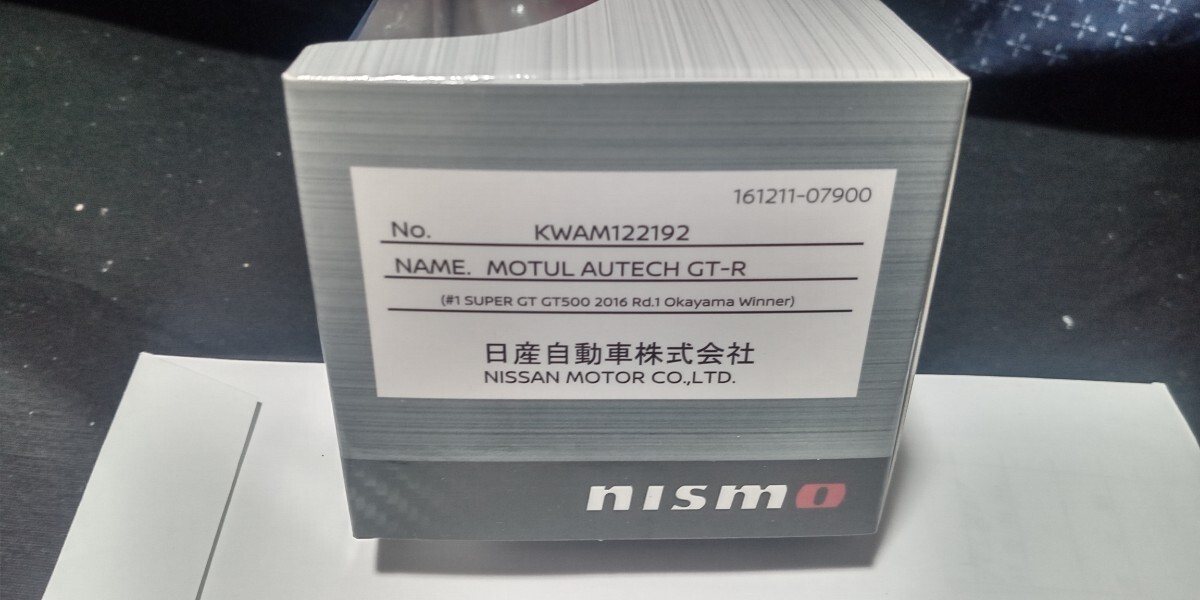 161211-07900
No. KWAM122192
NAME. MOTUL AUTECH GT-R
(#1 SUPER GT GT500 2016 Rd.1 Okayama Winner)
日産自動車株式会社
NISSAN MOTOR CO.,LTD.
nismo